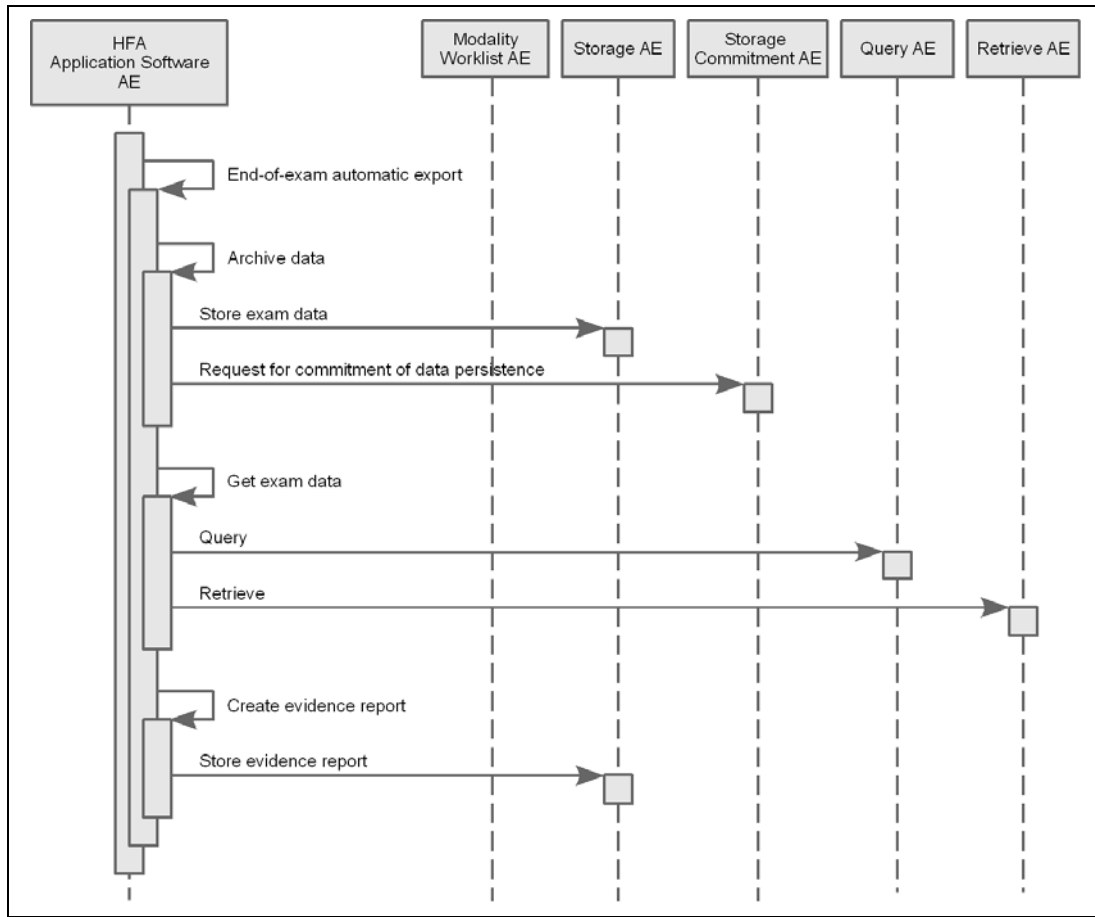 HFA
Application Software
AE
Modality
Worklist AE
Storage AE
Storage
Commitment AE
Query AE
Retrieve AE
End-of-exam automatic export
Archive data
Store exam data
Request for commitment of data persistence
Get exam data
Query
Retrieve
Create evidence report
Store evidence report